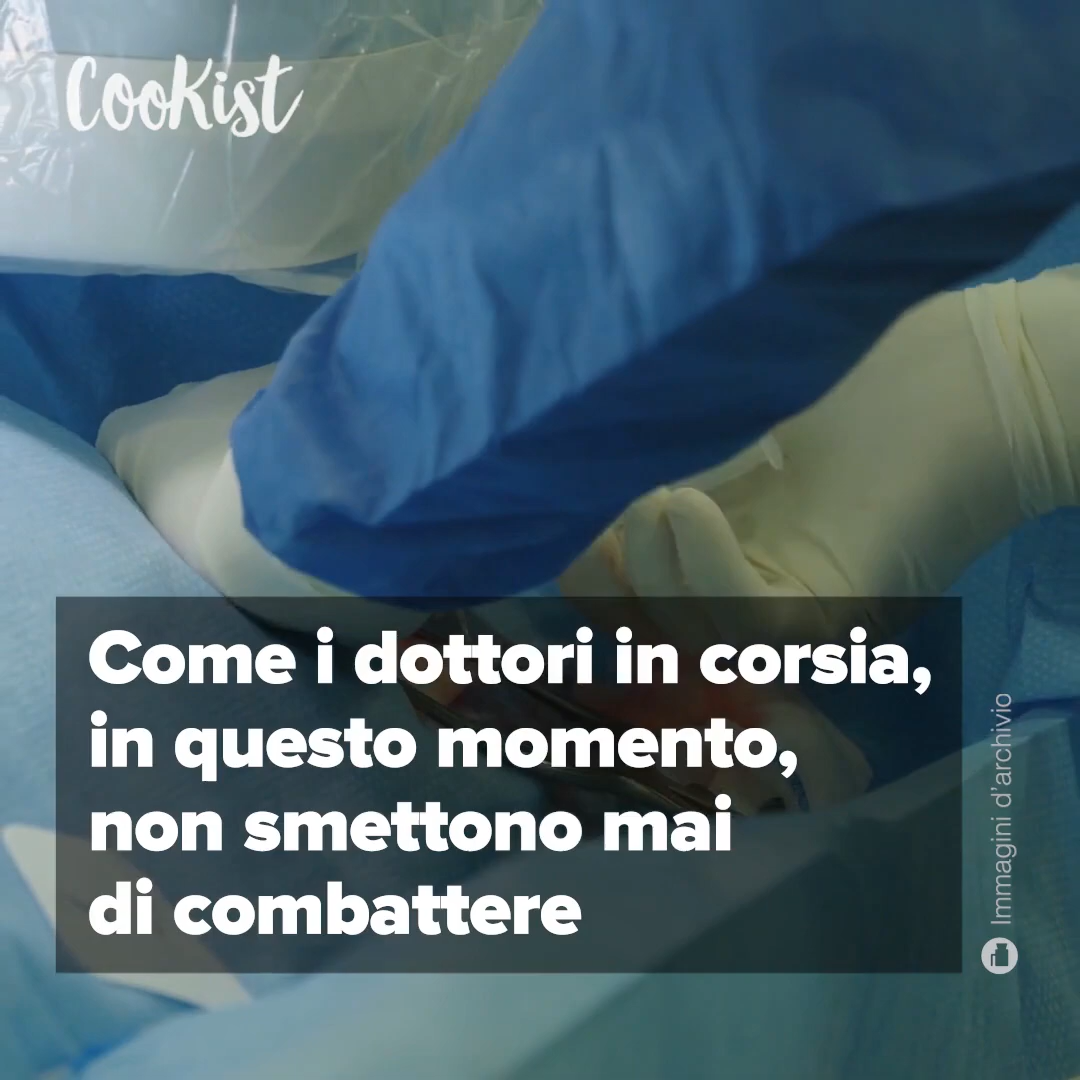 CooKist
Come i dottori in corsia,
in questo momento,
non smettono mai
di combattere
Immagini d'archivio